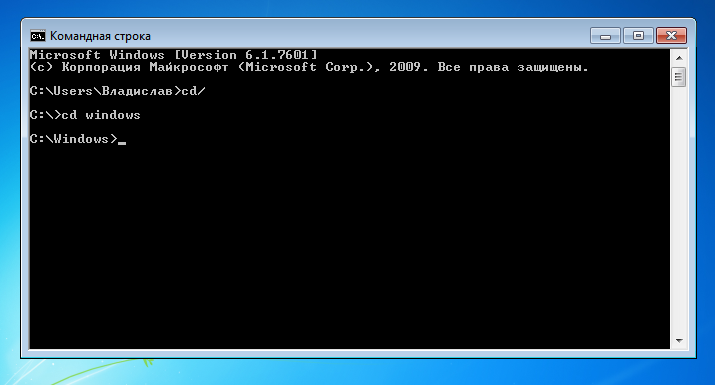 Командная строка
Microsoft Windows [Version 6.1.7601]
(c) Корпорация Майкрософт (Microsoft Corp.), 2009. Все права защищены.
C:\Users\Владислав>cd/
C:\>cd windows
C:\Windows>_